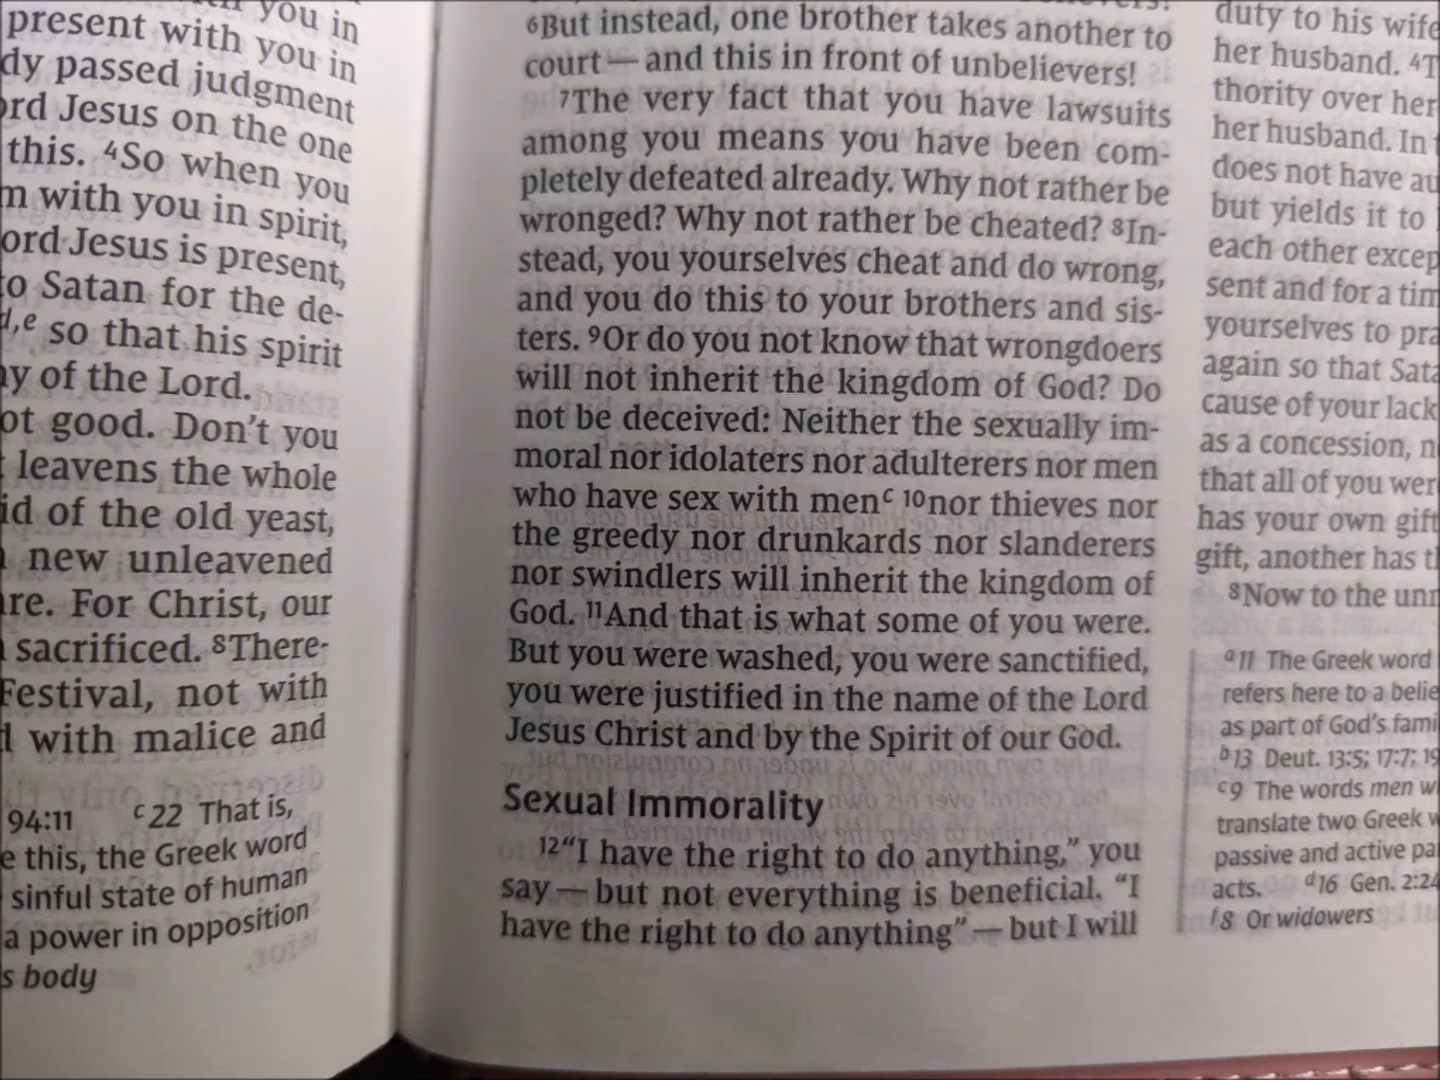 you in
present with you in
dy passed judgment
ord Jesus on the one
this. ⁴So when you
m with you in spirit,
ord Jesus is present,
to Satan for the de-
d,e so that his spirit
ay of the Lord.
ot good. Don't you
leavens the whole
id of the old yeast,
new unleavened
are. For Christ, our
sacrificed. ⁸There-
Festival, not with
d with malice and
94:11 c 22 That is,
e this, the Greek word
sinful state of human
a power in opposition
s body
⁶But instead, one brother takes another to
court — and this in front of unbelievers!
⁷The very fact that you have lawsuits
among you means you have been com-
pletely defeated already. Why not rather be
wronged? Why not rather be cheated? ⁸In-
stead, you yourselves cheat and do wrong,
and you do this to your brothers and sis-
ters. ⁹Or do you not know that wrongdoers
will not inherit the kingdom of God? Do
not be deceived: Neither the sexually im-
moral nor idolaters nor adulterers nor men
who have sex with menᶜ ¹⁰nor thieves nor
the greedy nor drunkards nor slanderers
nor swindlers will inherit the kingdom of
God. ¹¹And that is what some of you were.
But you were washed, you were sanctified,
you were justified in the name of the Lord
Jesus Christ and by the Spirit of our God.
Sexual Immorality
¹²"I have the right to do anything," you
say — but not everything is beneficial. "I
have the right to do anything" — but I will
duty to his wife
her husband. ⁴T
thority over her
her husband. In t
does not have au
but yields it to
each other excep
sent and for a tim
yourselves to pra
again so that Sata
cause of your lack
as a concession, n
that all of you wer
has your own gift
gift, another has th
⁸Now to the unm
a 11 The Greek word
refers here to a belie
as part of God's fami
b 13 Deut. 13:5; 17:7; 19
c 9 The words men w
translate two Greek w
passive and active pa
acts. d 16 Gen. 2:24
f 8 Or widowers